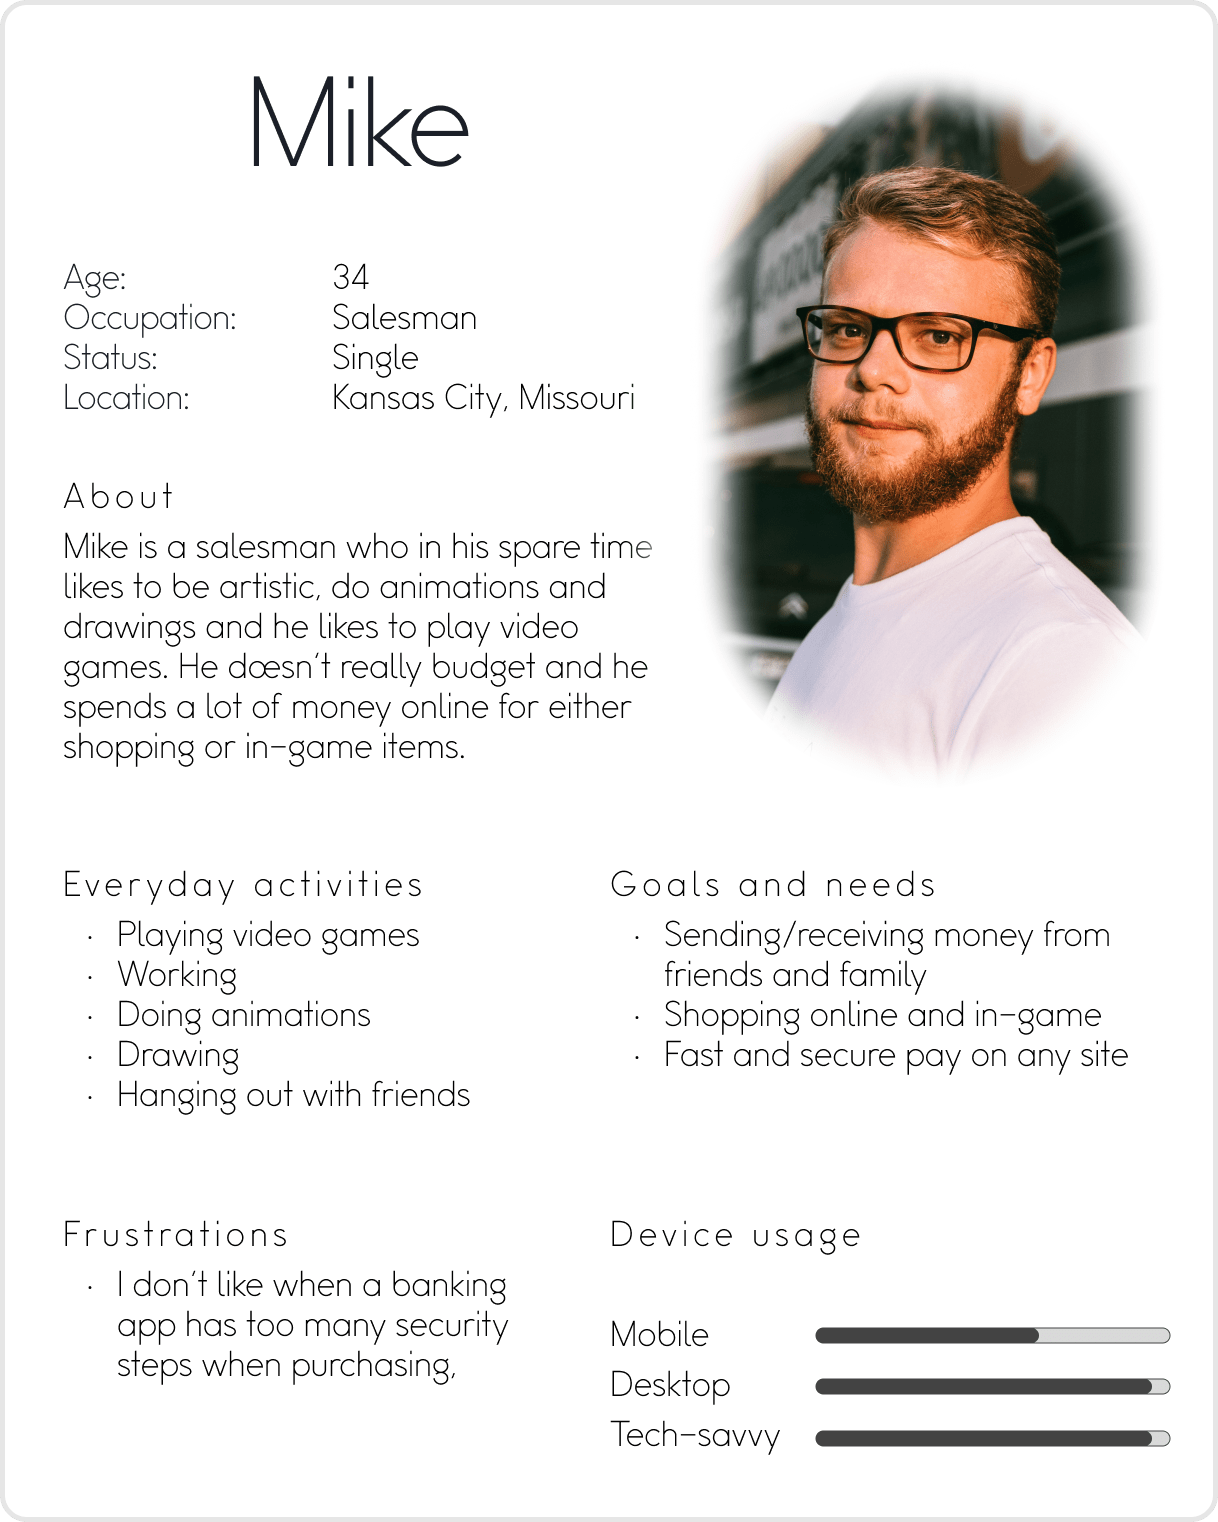 Mike
Age: 34
Occupation: Salesman
Status: Single
Location: Kansas City, Missouri
About
Mike is a salesman who in his spare time
likes to be artistic, do animations and
drawings and he likes to play video
games. He doesn't really budget and he
spends a lot of money online for either
shopping or in-game items.
Everyday activities
· Playing video games
· Working
· Doing animations
· Drawing
· Hanging out with friends
Goals and needs
· Sending/receiving money from
friends and family
· Shopping online and in-game
· Fast and secure pay on any site
Frustrations
· I don't like when a banking
app has too many security
steps when purchasing,
Device usage
Mobile
Desktop
Tech-savvy